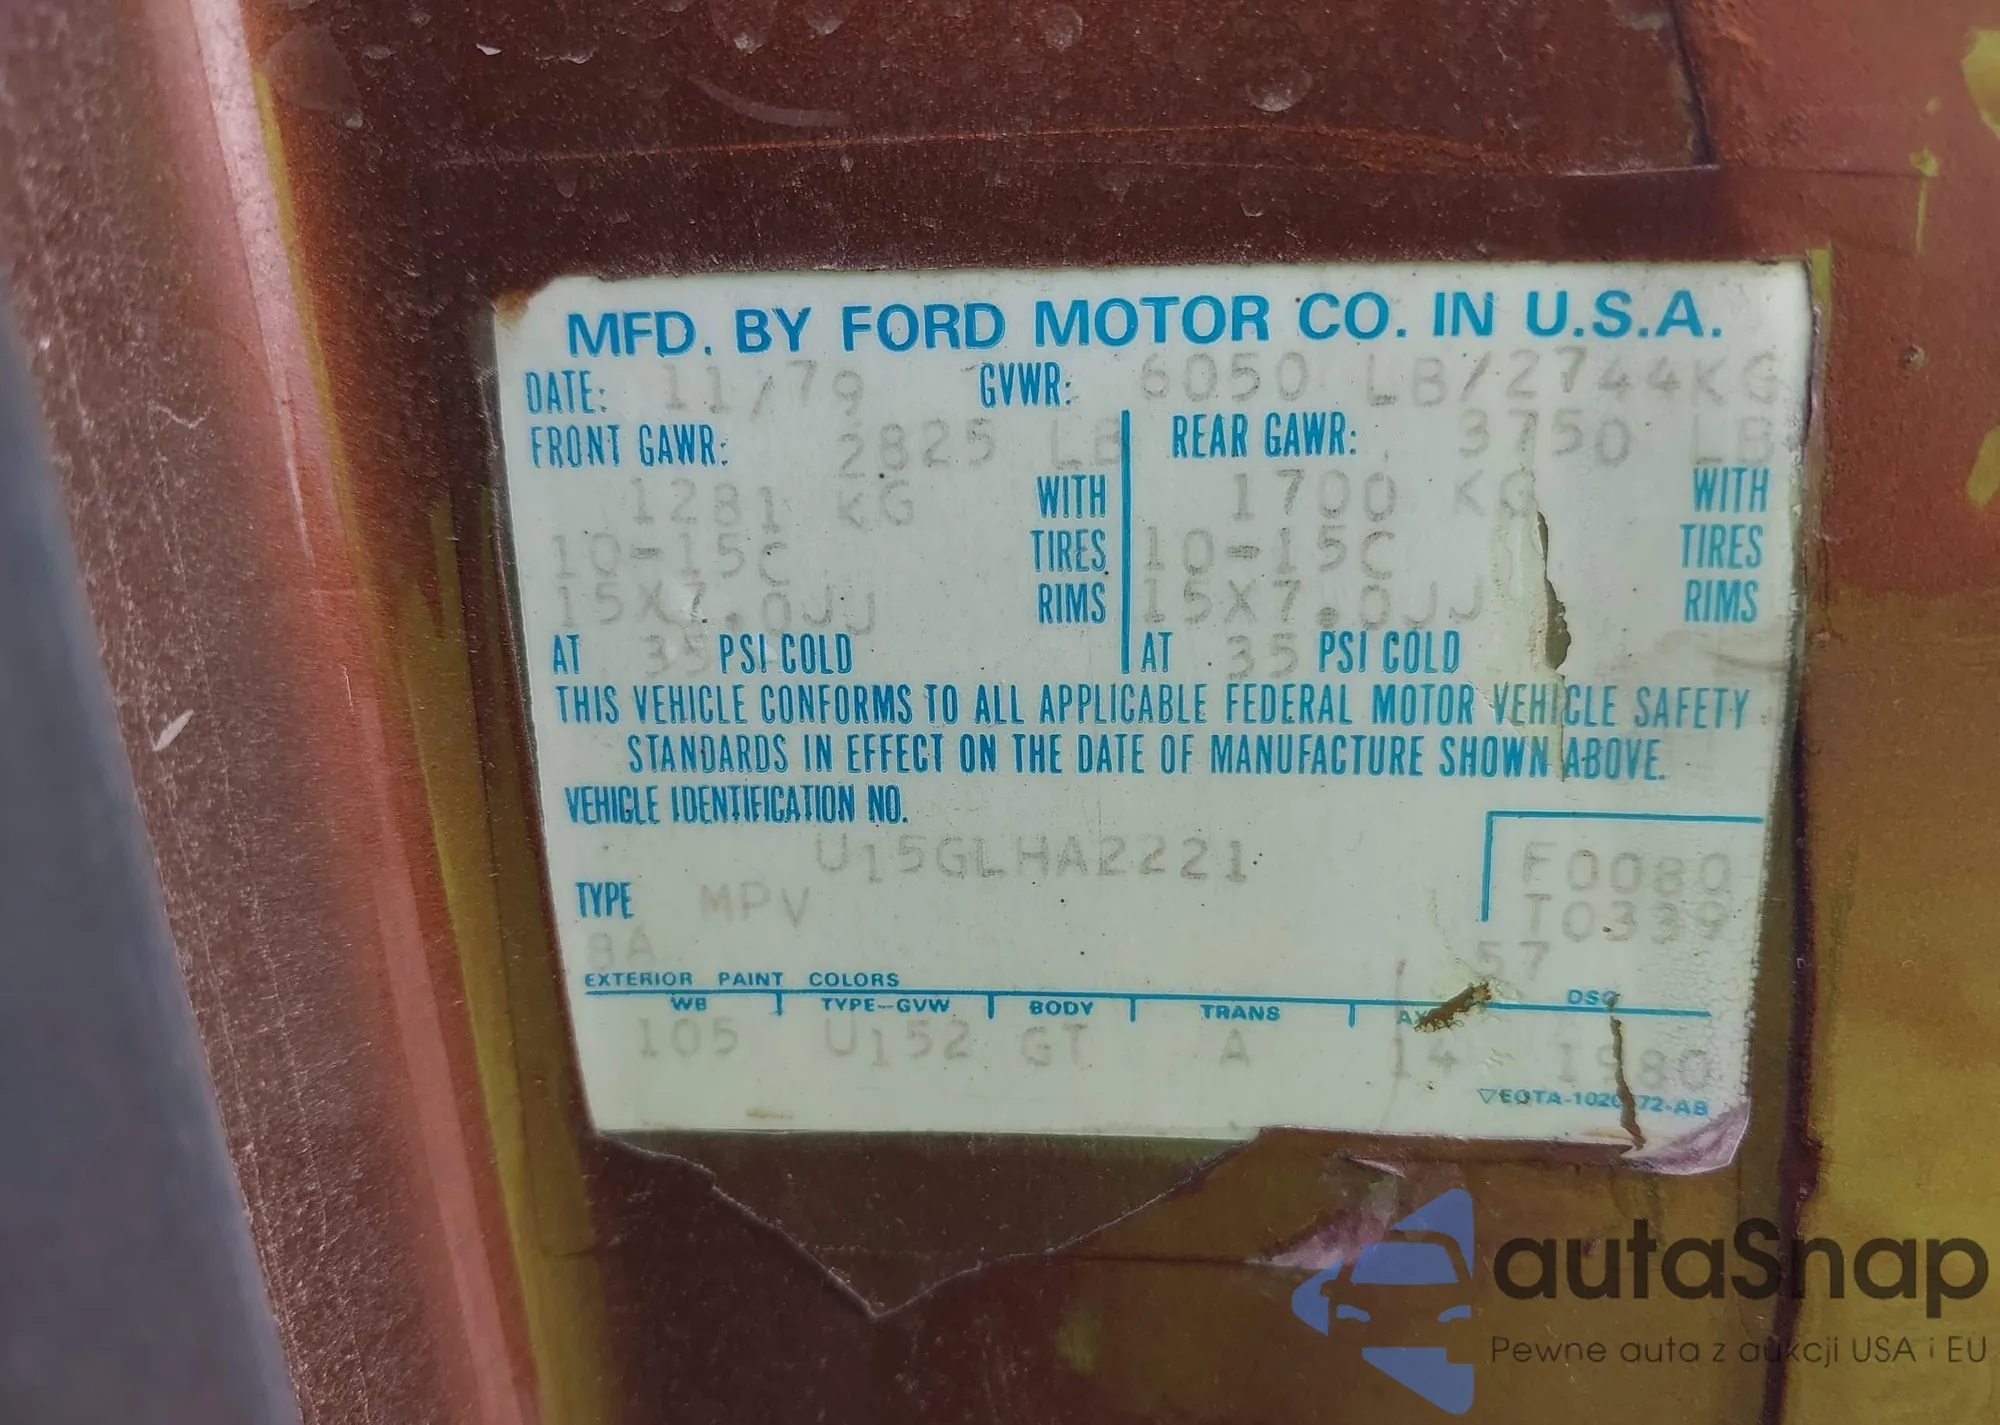 MFD. BY FORD MOTOR CO. IN U.S.A.
DATE: 11/79 GVWR: 6050 LB/2744KG
FRONT GAWR: 2825 LB REAR GAWR: 3750 LB
1281 KG WITH 1700 KG WITH
10-15C TIRES 10-15C TIRES
15X7.0JJ RIMS 15X7.0JJ RIMS
AT 35 PSI COLD AT 35 PSI COLD
THIS VEHICLE CONFORMS TO ALL APPLICABLE FEDERAL MOTOR VEHICLE SAFETY
STANDARDS IN EFFECT ON THE DATE OF MANUFACTURE SHOWN ABOVE.
VEHICLE IDENTIFICATION NO.
U15GLHA2221
F0080
TYPE MPV T0339
8A 57
EXTERIOR PAINT COLORS DSO
WB TYPE-GVW BODY TRANS
105 U152 GT A 14 1980
autaSnap
Pewne auta z aukcji USA i EU